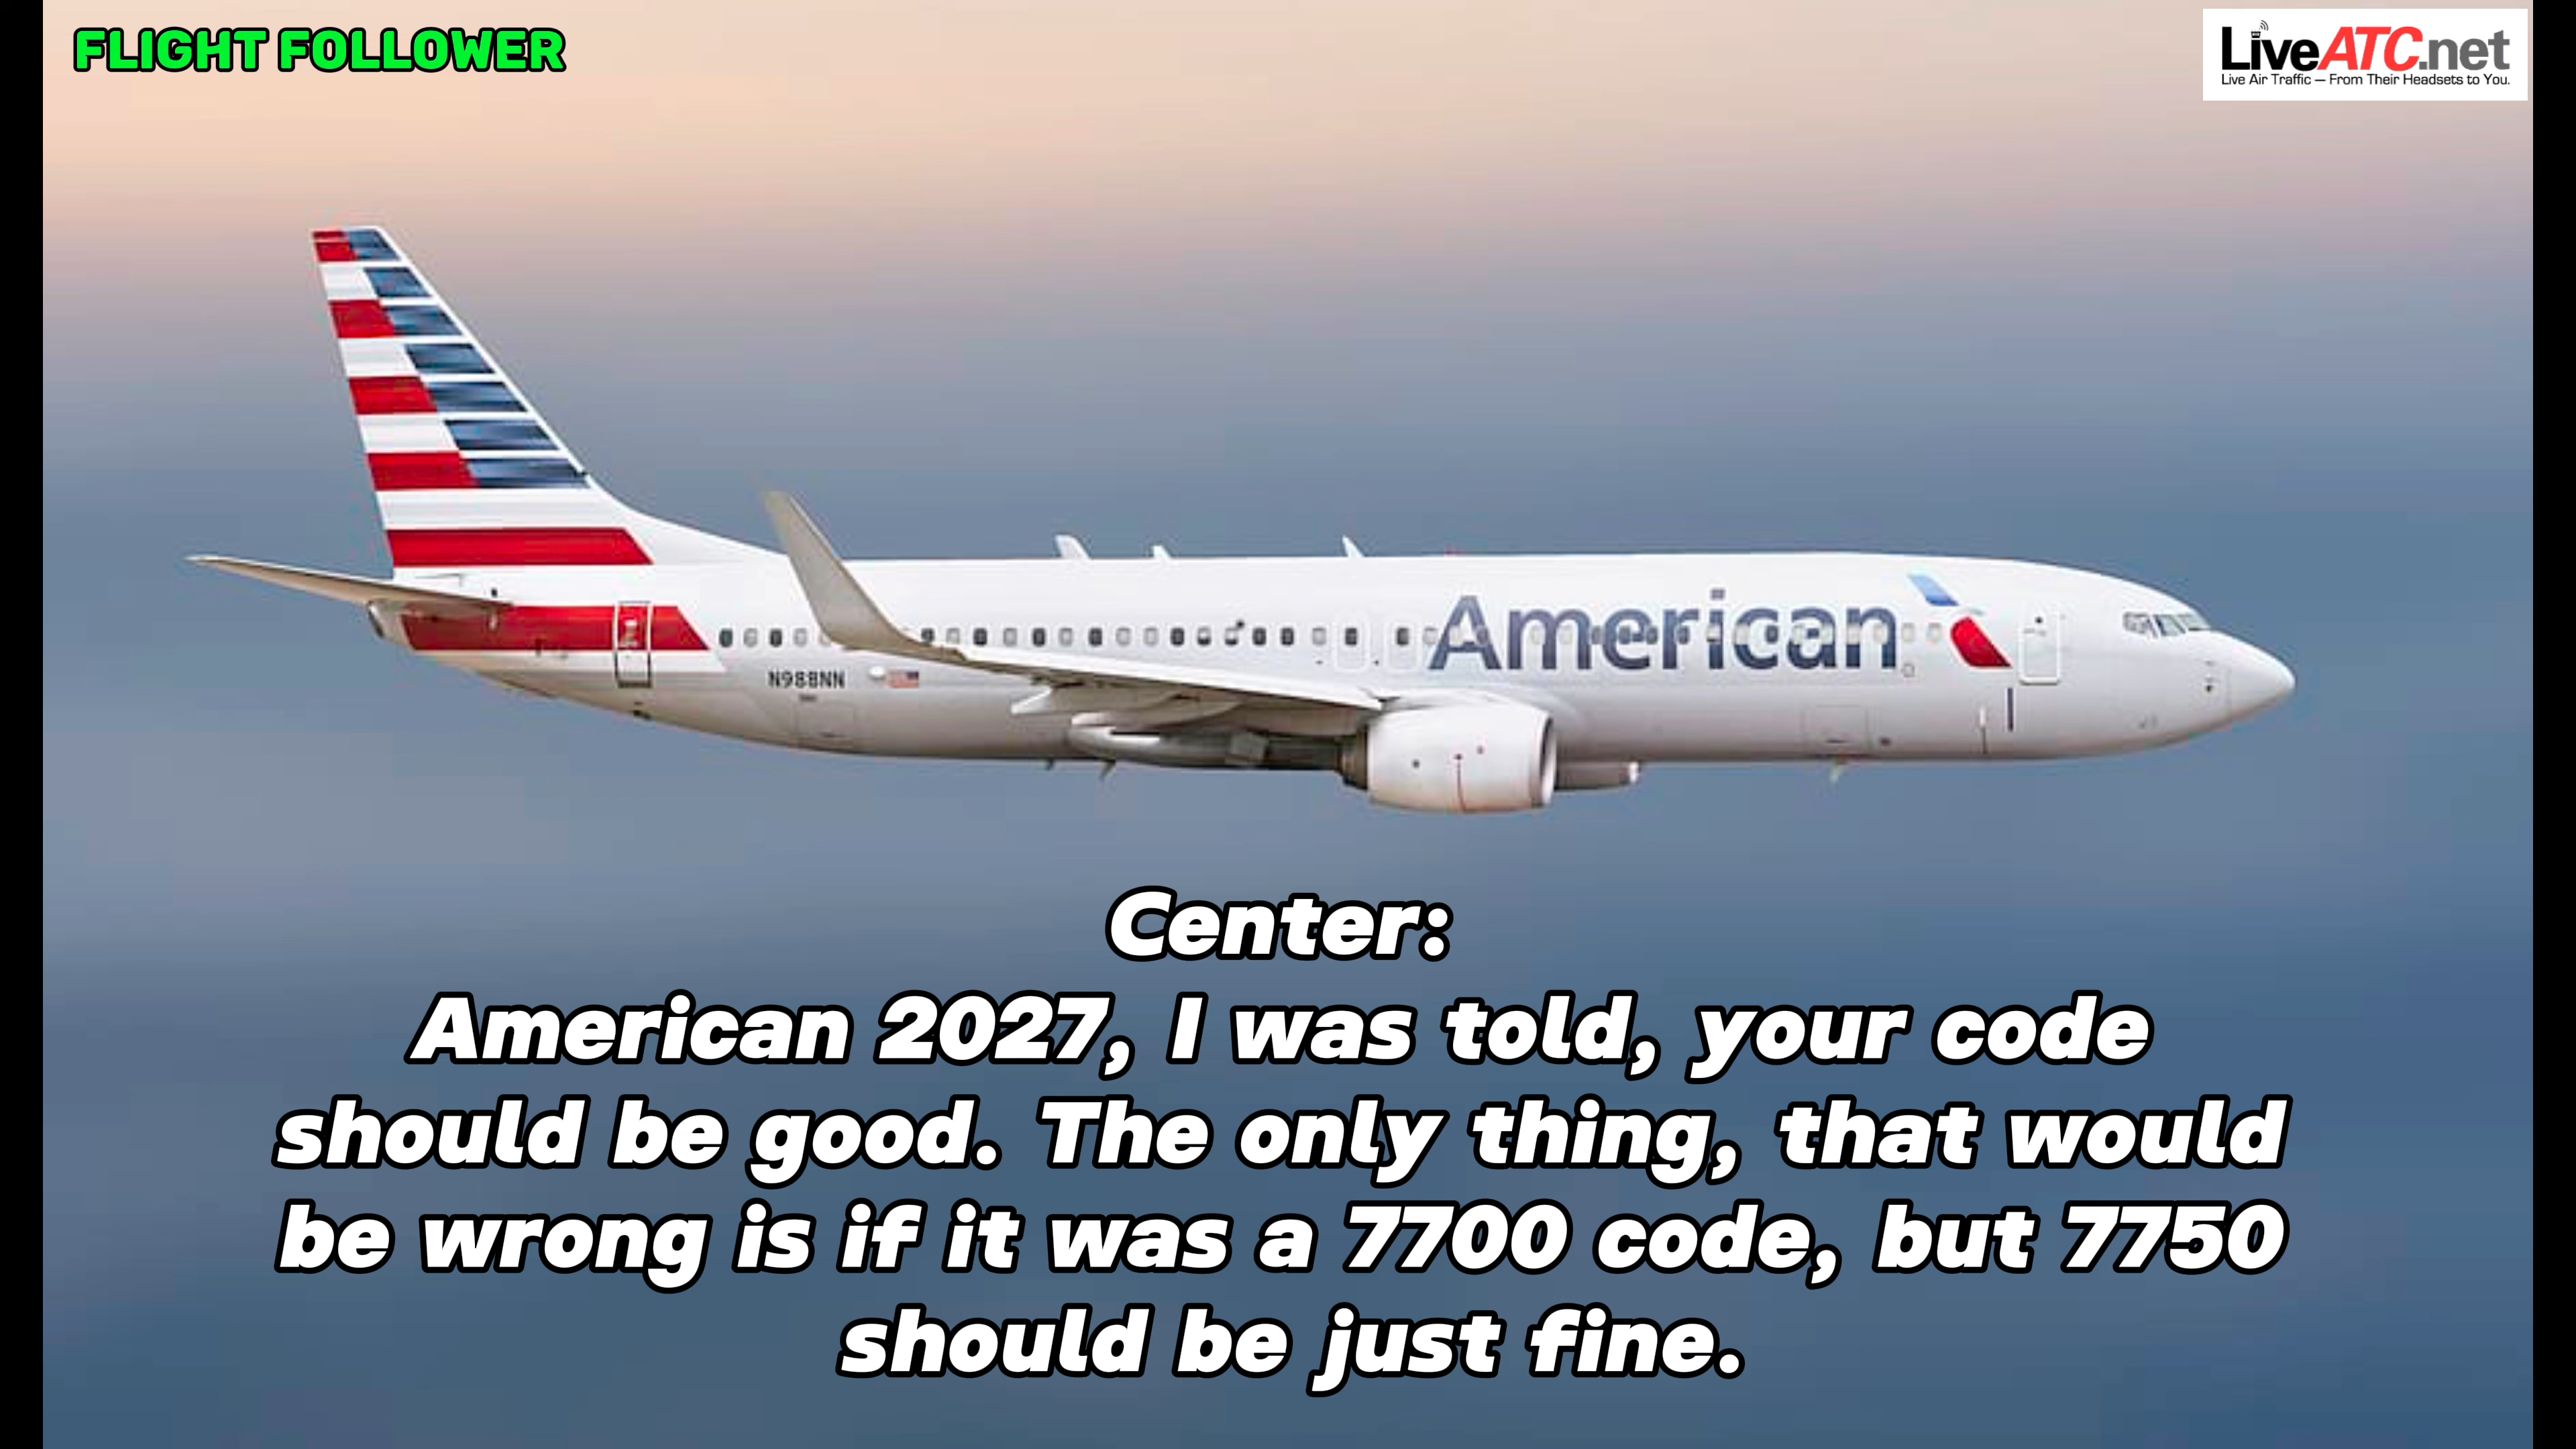 FLIGHT FOLLOWER
LiveATC.net
Live Air Traffic — From Their Headsets to You.
American
N988NN
Center:
American 2027, I was told, your code
should be good. The only thing, that would
be wrong is if it was a 7700 code, but 7750
should be just fine.